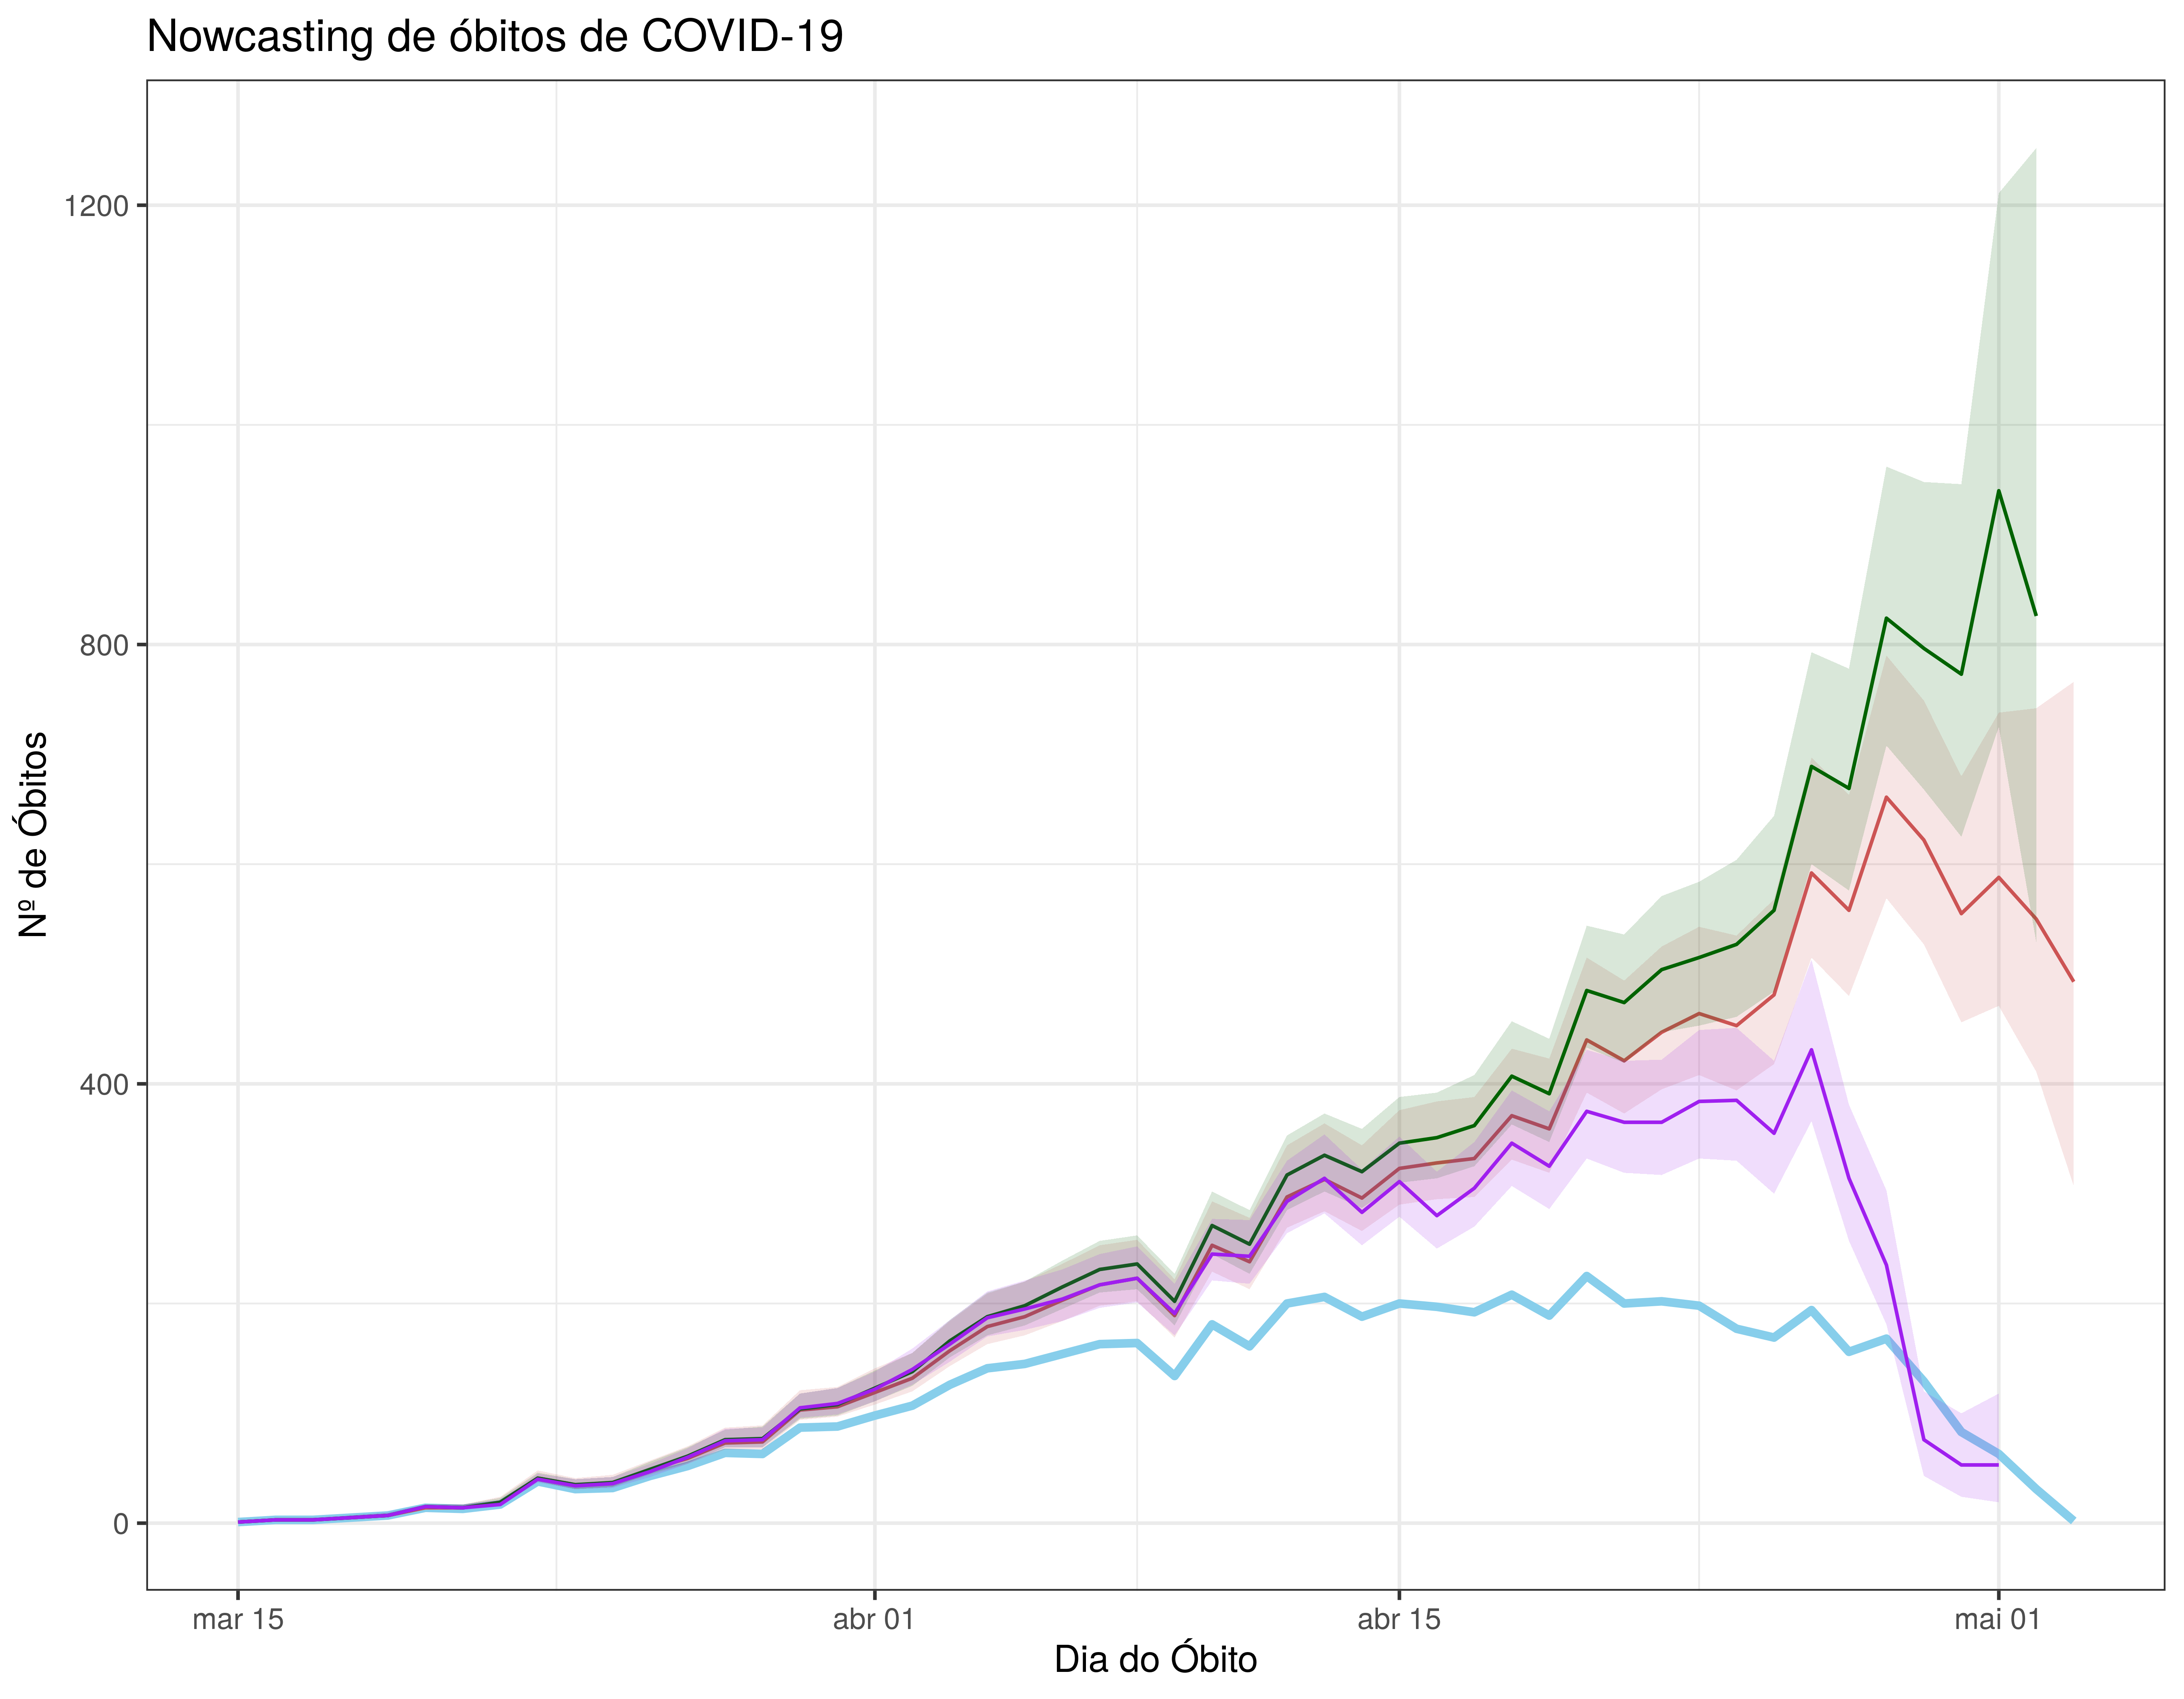 Nowcasting de óbitos de COVID-19
Nº de Óbitos
1200
800
400
0
mar 15
abr 01
abr 15
mai 01
Dia do Óbito